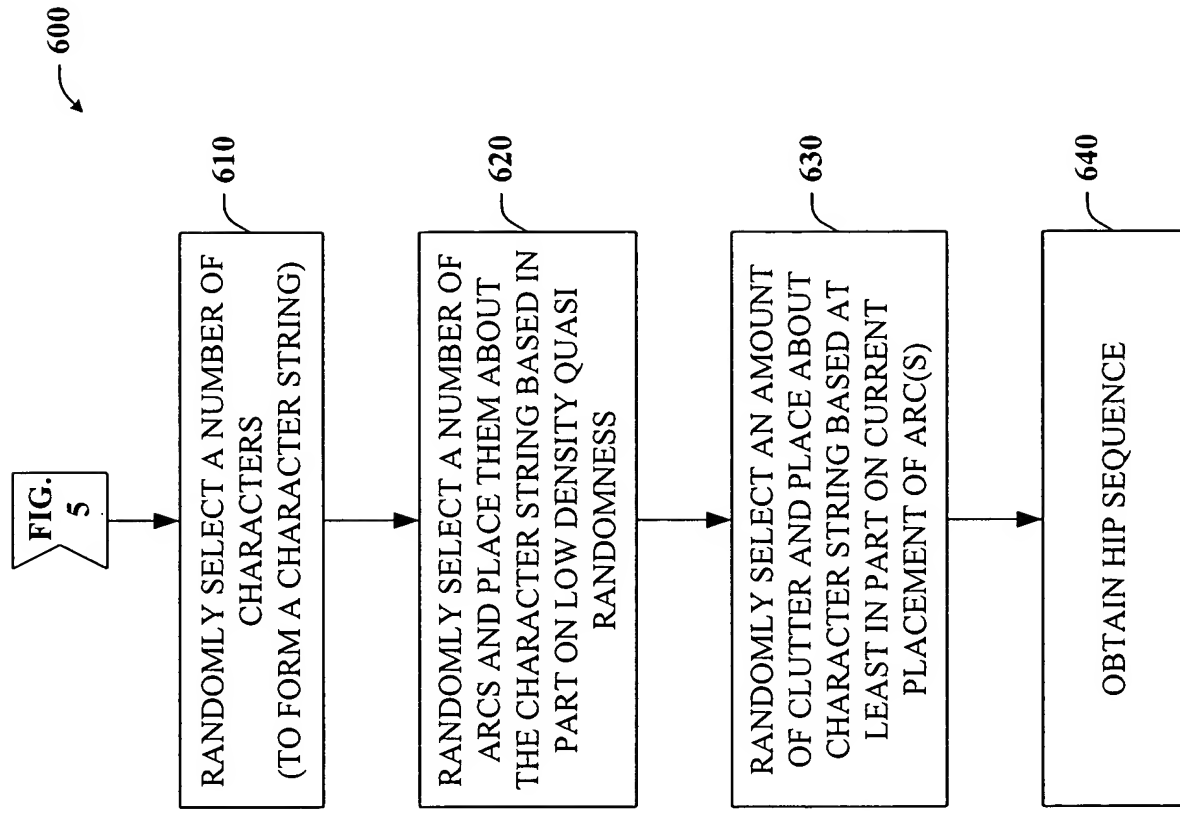 600
FIG.
5
610
RANDOMLY SELECT A NUMBER OF
CHARACTERS
(TO FORM A CHARACTER STRING)
620
RANDOMLY SELECT A NUMBER OF
ARCS AND PLACE THEM ABOUT
THE CHARACTER STRING BASED IN
PART ON LOW DENSITY QUASI
RANDOMNESS
630
RANDOMLY SELECT AN AMOUNT
OF CLUTTER AND PLACE ABOUT
CHARACTER STRING BASED AT
LEAST IN PART ON CURRENT
PLACEMENT OF ARC(S)
640
OBTAIN HIP SEQUENCE